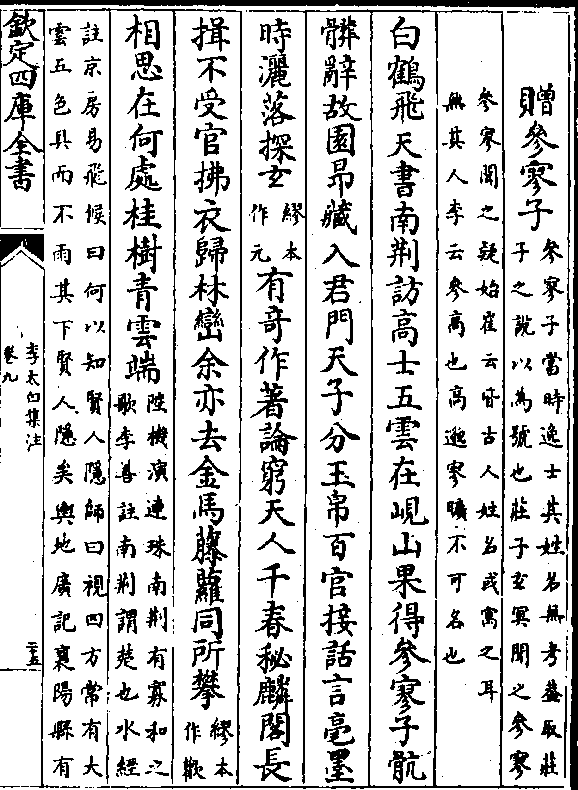 贈參寥子參寥子當時逸士其姓名無考蓋取莊
子之說以為號也莊子玄冥聞之參寥
參寥聞之疑始崔云皆古人姓名或寓之耳
無其人李云參高也高邈寥曠不可名也
白鶴飛天書南荆訪高士五雲在峴山果得參寥子骯
髒辭故園昂藏入君門天子分玉帛百官接話言毫墨
時灑落探玄繆本
作元有奇作著論窮天人千春秘麟閣長
揖不受官拂衣歸林巒余亦去金馬藤蘿同所攀繆本
作歡
相思在何處桂樹青雲端陸機演連珠南荆有寡和之
歌李善註南荆謂楚也水經
註京房易飛候曰何以知賢人隱師曰視四方常有大
雲五色具而不雨其下賢人隱矣輿地廣記襄陽縣有
欽定四庫全書
李太白集注
卷九
二十五